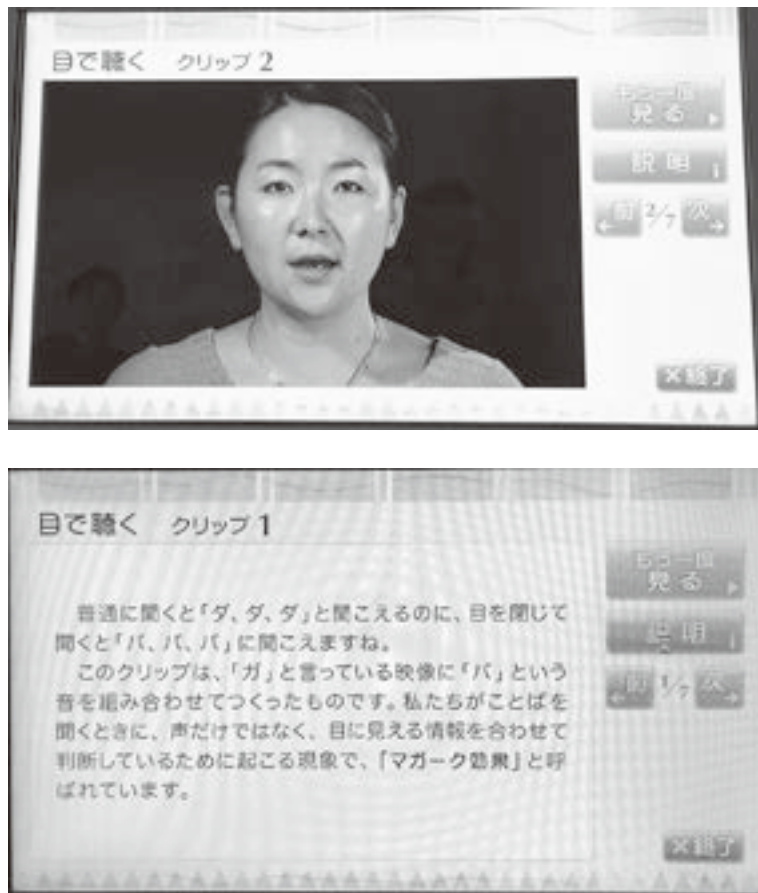 目で聴く クリップ 2
もう一度
見る
説明
前 2/7 次
×終了
目で聴く クリップ 1
もう一度
見る
普通に聞くと「ダ、ダ、ダ」と聞こえるのに、目を閉じて
聞くと「バ、バ、バ」に聞こえますね。
説明
このクリップは、「ガ」と言っている映像に「バ」という
音を組み合わせてつくったものです。私たちがことばを
前 1/7 次
聞くときに、声だけではなく、目に見える情報を合わせて
判断しているために起こる現象で、「マガーク効果」と呼
ばれています。
×終了